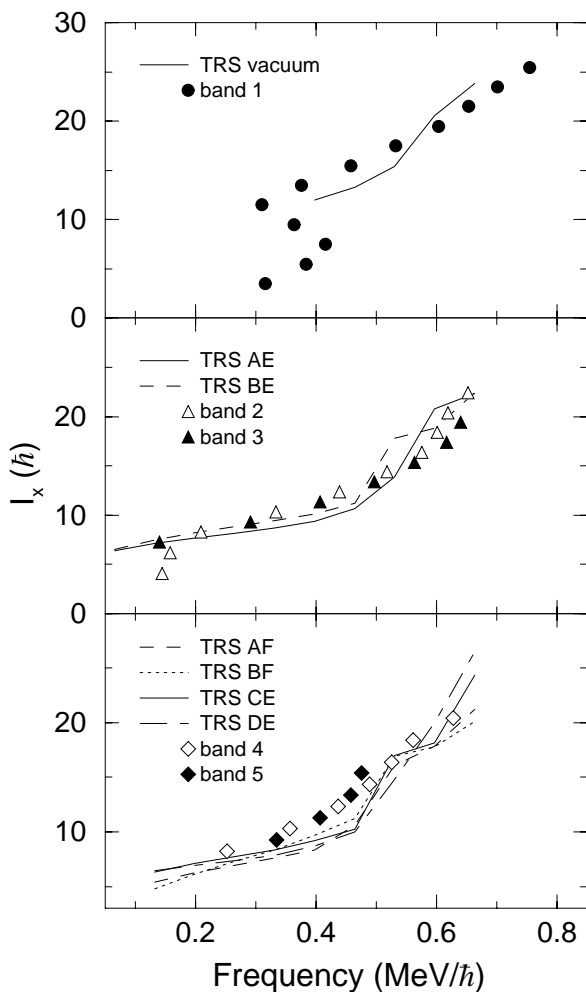 30
TRS vacuum
band 1
20
10
0
TRS AE
TRS BE
band 2
20
band 3
I_x (ħ)
10
0
TRS AF
TRS BF
TRS CE
TRS DE
20
band 4
band 5
10
0.2 0.4 0.6 0.8
Frequency (MeV/ħ)